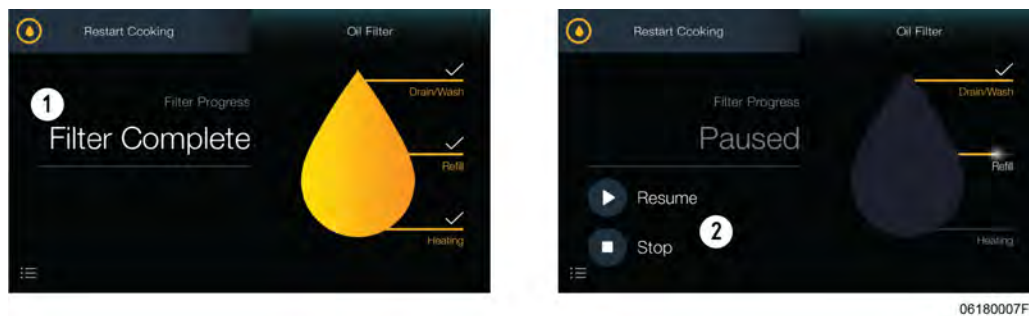 Restart Cooking
Oil Filter
1
Filter Progress
Filter Complete
Drain/Wash
Refill
Heating
Restart Cooking
Oil Filter
Filter Progress
Paused
Drain/Wash
Refill
Heating
Resume
2
Stop
06180007F